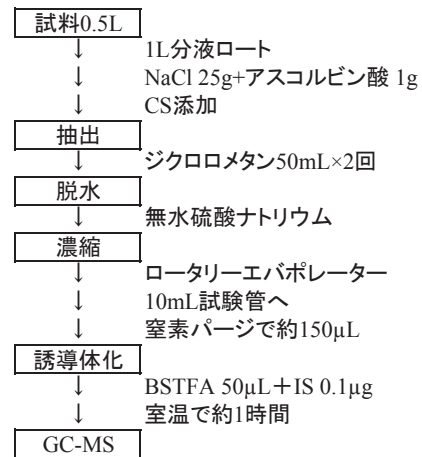 試料0.5L
↓ 1L分液ロート
↓ NaCl 25g+アスコルビン酸 1g
↓ CS添加
抽出
↓ ジクロロメタン50mL×2回
脱水
↓ 無水硫酸ナトリウム
濃縮
↓ ロータリーエバポレーター
↓ 10mL試験管へ
↓ 窒素パージで約150μL
誘導体化
↓ BSTFA 50μL＋IS 0.1μg
↓ 室温で約1時間
GC-MS